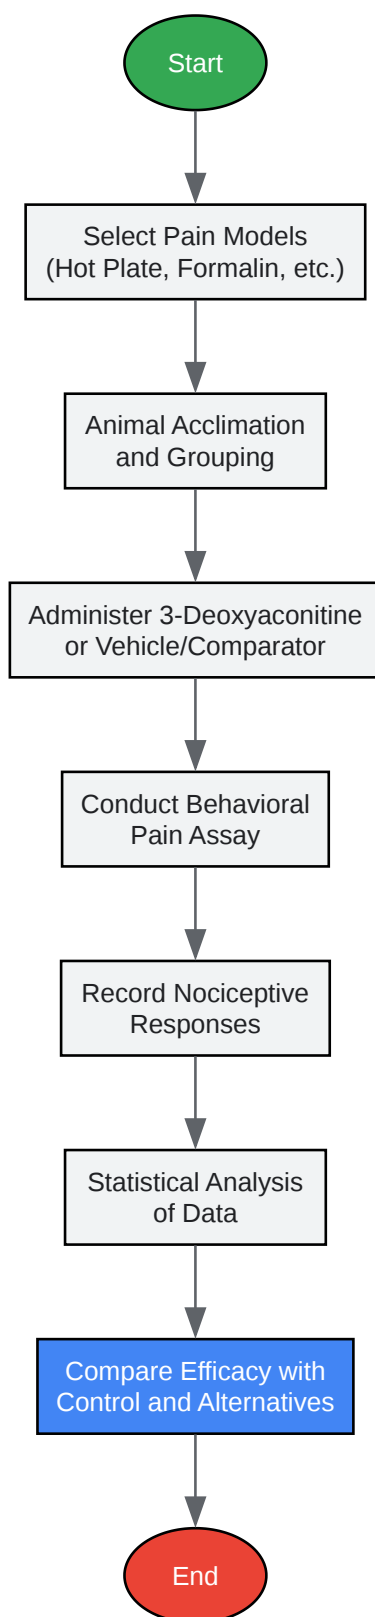 Start
Select Pain Models
(Hot Plate, Formalin, etc.)
Animal Acclimation
and Grouping
Administer 3-Deoxyaconitine
or Vehicle/Comparator
Conduct Behavioral
Pain Assay
Record Nociceptive
Responses
Statistical Analysis
of Data
Compare Efficacy with
Control and Alternatives
End